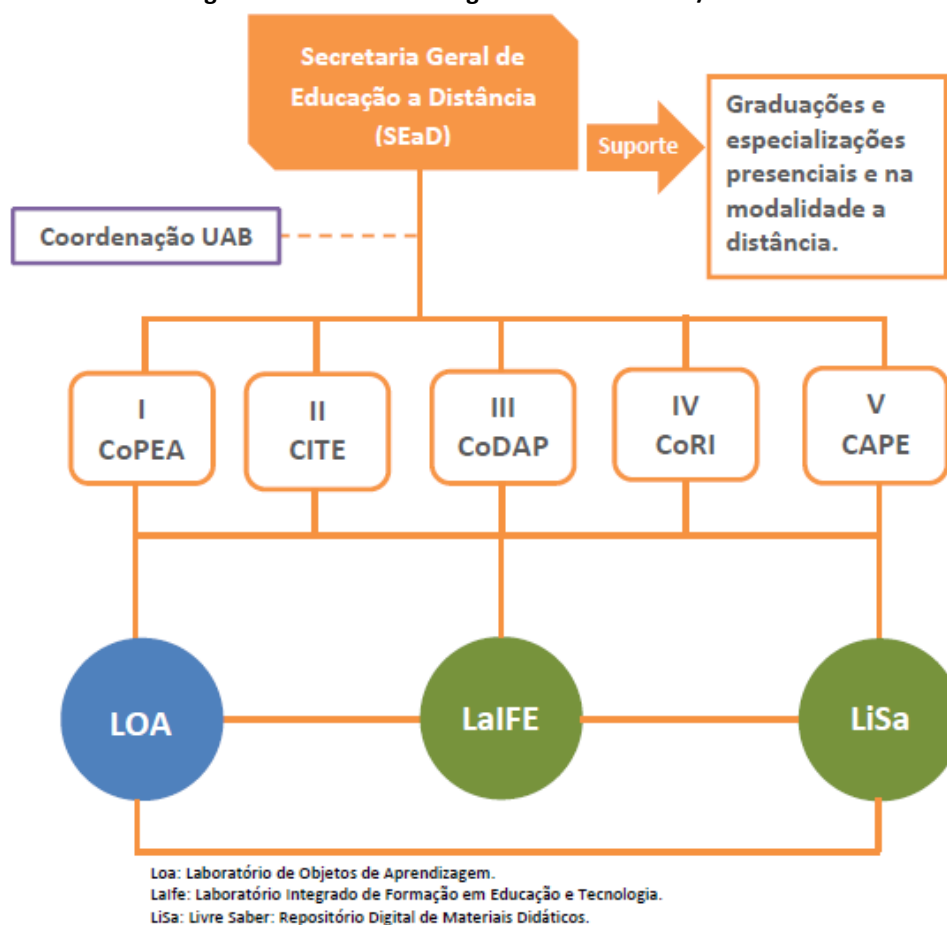 Secretaria Geral de
Educação a Distância
(SEaD)
Suporte
Graduações e
especializações
presenciais e na
modalidade a
distância.
Coordenação UAB
I
CoPEA
II
CITE
III
CoDAP
IV
CoRI
V
CAPE
LOA
LaIFE
LiSa
Loa: Laboratório de Objetos de Aprendizagem.
LaIfe: Laboratório Integrado de Formação em Educação e Tecnologia.
LiSa: Livre Saber: Repositório Digital de Materiais Didáticos.